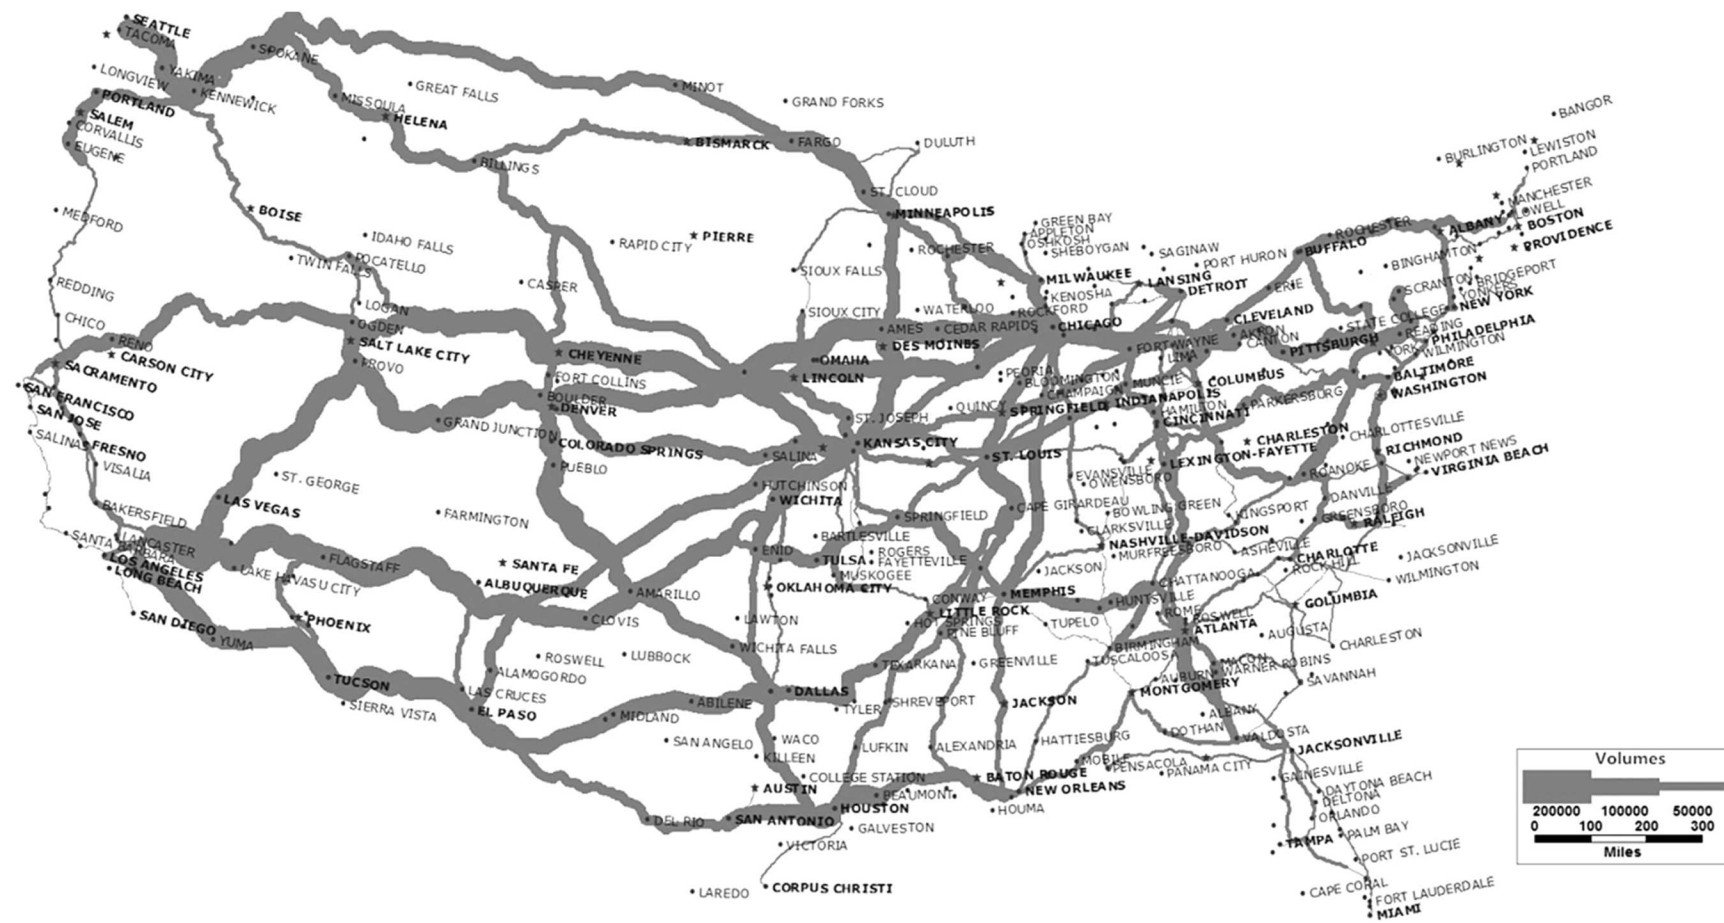 SEATTLE
TACOMA
SPOKANE
YAKIMA
LONGVIEW
KENNEWICK
PORTLAND
SALEM
CORVALLIS
EUGENE
MISSOULA
GREAT FALLS
HELENA
MINOT
GRAND FORKS
BISMARCK
FARGO
DULUTH
BILLINGS
ST. CLOUD
MINNEAPOLIS
BANGOR
BURLINGTON
LEWISTON
PORTLAND
MANCHESTER
LOWELL
BOSTON
PROVIDENCE
ALBANY
ROCHESTER
BUFFALO
BINGHAMTON
BRIDGEPORT
YONKERS
SCRANTON
NEW YORK
MEDFORD
BOISE
IDAHO FALLS
POCATELLO
TWIN FALLS
RAPID CITY
PIERRE
ROCHESTER
GREEN BAY
APPLETON
OSHKOSH
SHEBOYGAN
SAGINAW
PORT HURON
LANSING
DETROIT
MILWAUKEE
KENOSHA
ROCKFORD
CHICAGO
SIOUX FALLS
SIOUX CITY
WATERLOO
AMES
CEDAR RAPIDS
DES MOINES
REDDING
CHICO
RENO
CARSON CITY
SACRAMENTO
LOGAN
OGDEN
SALT LAKE CITY
PROVO
CASPER
CHEYENNE
FORT COLLINS
BOULDER
DENVER
OMAHA
LINCOLN
ERIE
CLEVELAND
AKRON
CANTON
FORT WAYNE
LIMA
PITTSBURGH
STATE COLLEGE
READING
PHILADELPHIA
YORK
WILMINGTON
BALTIMORE
WASHINGTON
SAN FRANCISCO
SAN JOSE
SALINAS
FRESNO
VISALIA
GRAND JUNCTION
COLORADO SPRINGS
PUEBLO
ST. JOSEPH
QUINCY
PEORIA
BLOOMINGTON
CHAMPAIGN
SPRINGFIELD
INDIANAPOLIS
MUNCIE
COLUMBUS
HAMILTON
CINCINNATI
PARKERSBURG
CHARLESTON
CHARLOTTESVILLE
RICHMOND
NEWPORT NEWS
VIRGINIA BEACH
LEXINGTON-FAYETTE
ROANOKE
KANSAS CITY
SALINA
ST. LOUIS
EVANSVILLE
OWENSBORO
HUTCHINSON
WICHITA
ST. GEORGE
LAS VEGAS
FARMINGTON
BAKERSFIELD
LANCASTER
SANTA BARBARA
LOS ANGELES
LONG BEACH
LAKE HAVASU CITY
FLAGSTAFF
SANTA FE
ALBUQUERQUE
CLOVIS
AMARILLO
ENID
BARTLESVILLE
TULSA
ROGERS
FAYETTEVILLE
MUSKOGEE
OKLAHOMA CITY
SPRINGFIELD
CAPE GIRARDEAU
BOWLING GREEN
CLARKSVILLE
NASHVILLE-DAVIDSON
MURFREESBORO
KINGSPORT
DANVILLE
GREENSBORO
RALEIGH
ASHEVILLE
CHARLOTTE
ROCK HILL
JACKSONVILLE
WILMINGTON
JACKSON
CHATTANOOGA
CONWAY
MEMPHIS
LITTLE ROCK
HOT SPRINGS
PINE BLUFF
TUPELO
HUNTSVILLE
ROME
ROSWELL
ATLANTA
COLUMBIA
AUGUSTA
CHARLESTON
SAN DIEGO
YUMA
PHOENIX
TUCSON
SIERRA VISTA
LAWTON
WICHITA FALLS
ROSWELL
LUBBOCK
ALAMOGORDO
LAS CRUCES
EL PASO
TEXARKANA
GREENVILLE
BIRMINGHAM
TUSCALOOSA
MACON
WARNER ROBINS
AUBURN
SAVANNAH
MONTGOMERY
ALBANY
DALLAS
ABILENE
MIDLAND
TYLER
SHREVEPORT
JACKSON
DOTHAN
VALDOSTA
JACKSONVILLE
SAN ANGELO
WACO
KILLEEN
LUFKIN
ALEXANDRIA
HATTIESBURG
MOBILE
PENSACOLA
PANAMA CITY
GAINESVILLE
DAYTONA BEACH
DELTONA
ORLANDO
COLLEGE STATION
AUSTIN
BEAUMONT
BATON ROUGE
NEW ORLEANS
HOUMA
HOUSTON
GALVESTON
DEL RIO
SAN ANTONIO
VICTORIA
CORPUS CHRISTI
LAREDO
TAMPA
PALM BAY
PORT ST. LUCIE
CAPE CORAL
FORT LAUDERDALE
MIAMI
Volumes
200000 100000 50000
0 100 200 300
Miles